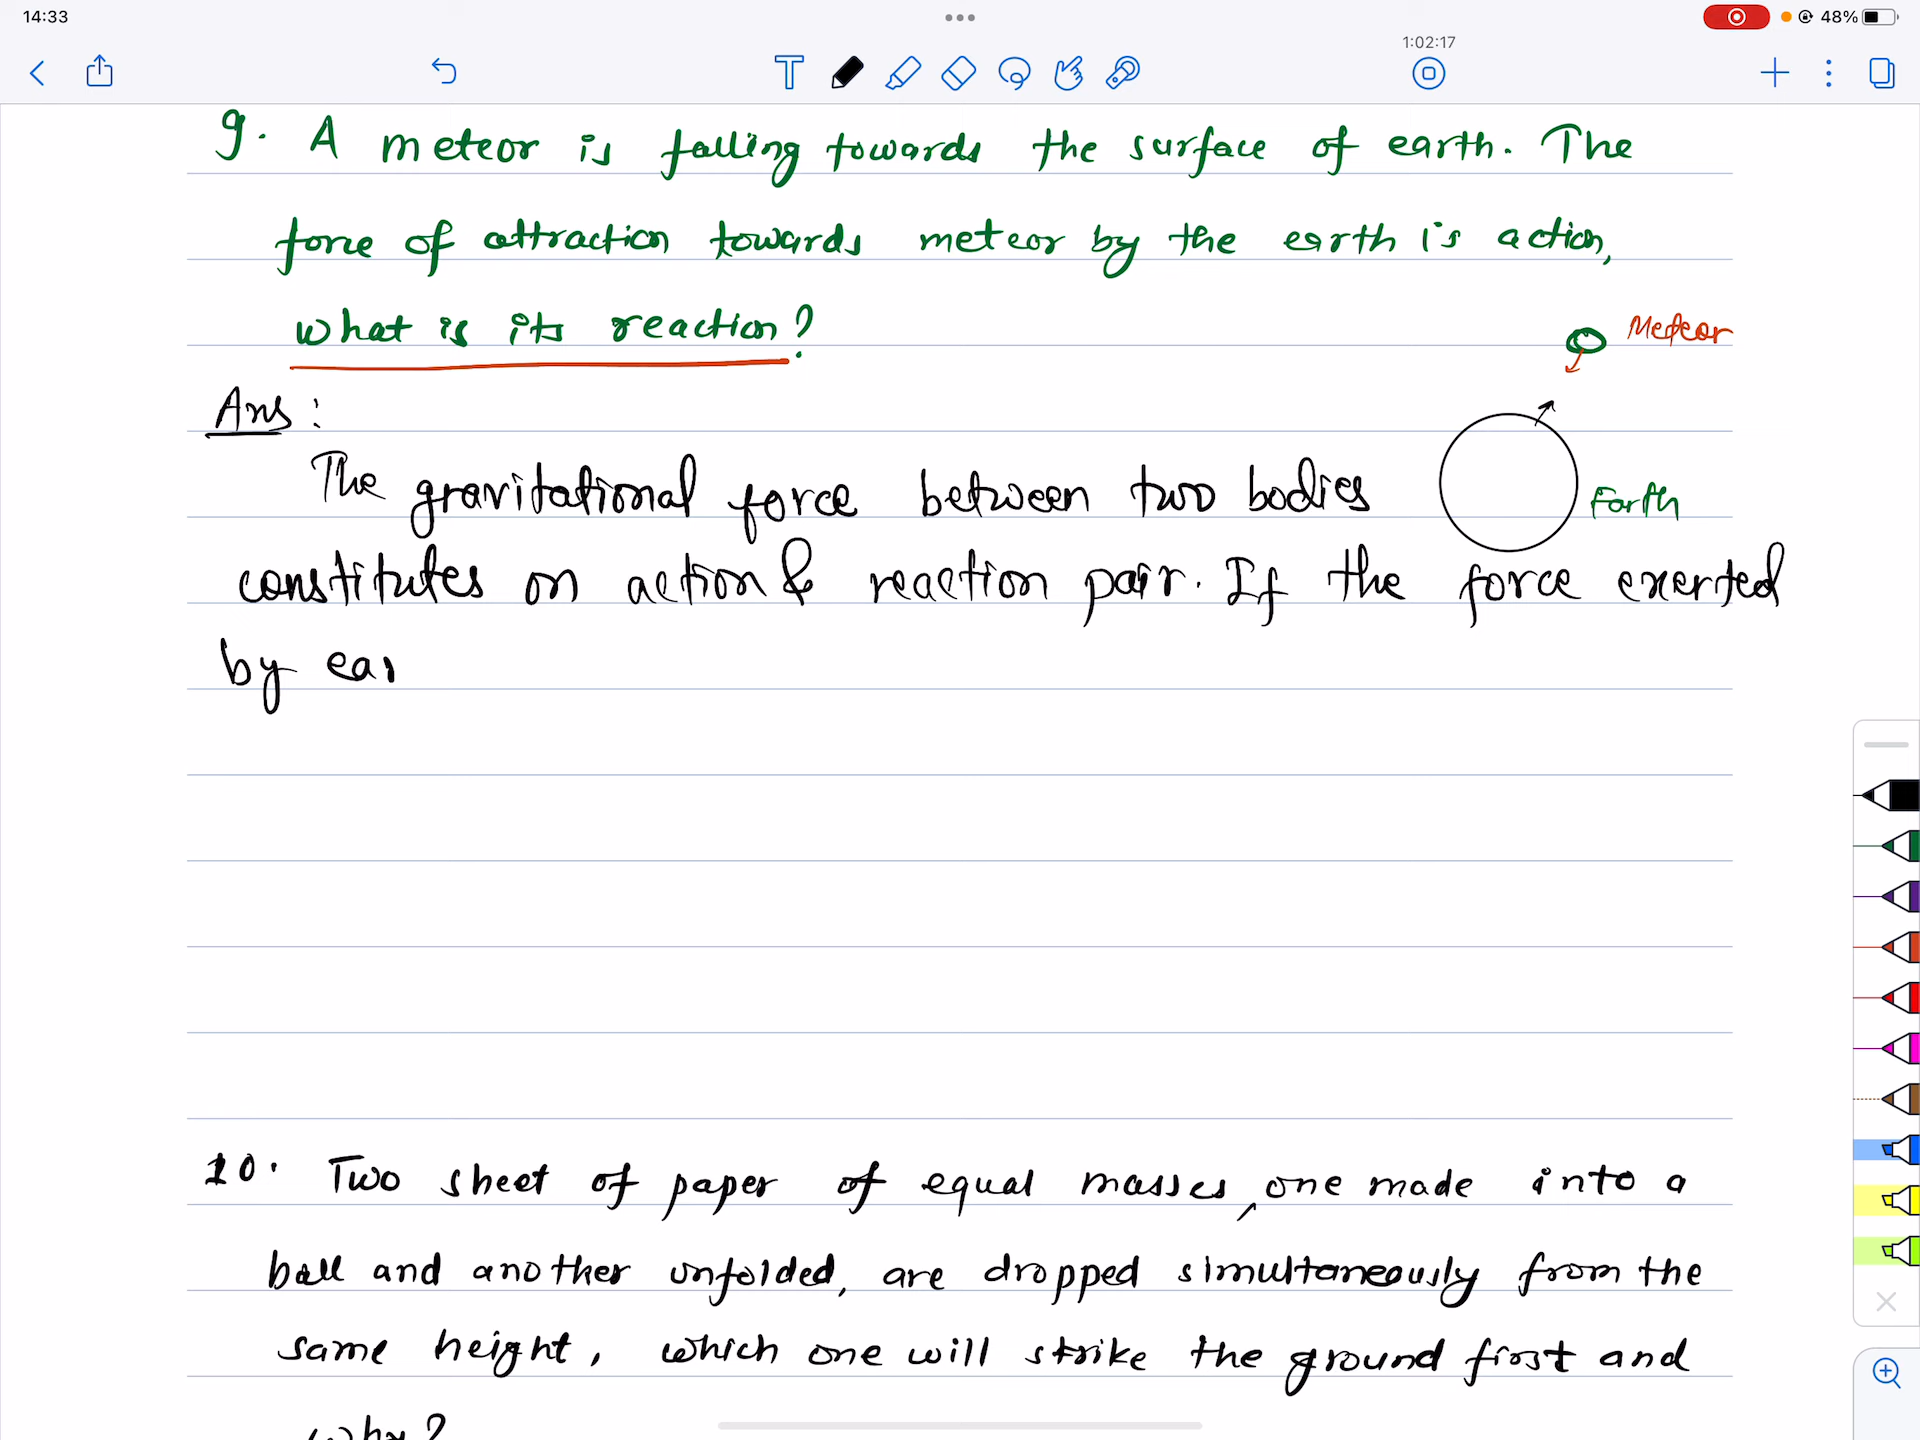 14:33
48%
1:02:17
9. A meteor is falling towards the surface of earth. The
force of attraction towards meteor by the earth is action,
what is its reaction?
Meteor
Ans:
The gravitational force between two bodies
Earth
constitutes on action & reaction pair. If the force exerted
by ear
10. Two sheet of paper of equal masses, one made into a
ball and another unfolded, are dropped simultaneously from the
same height, which one will strike the ground first and
why?